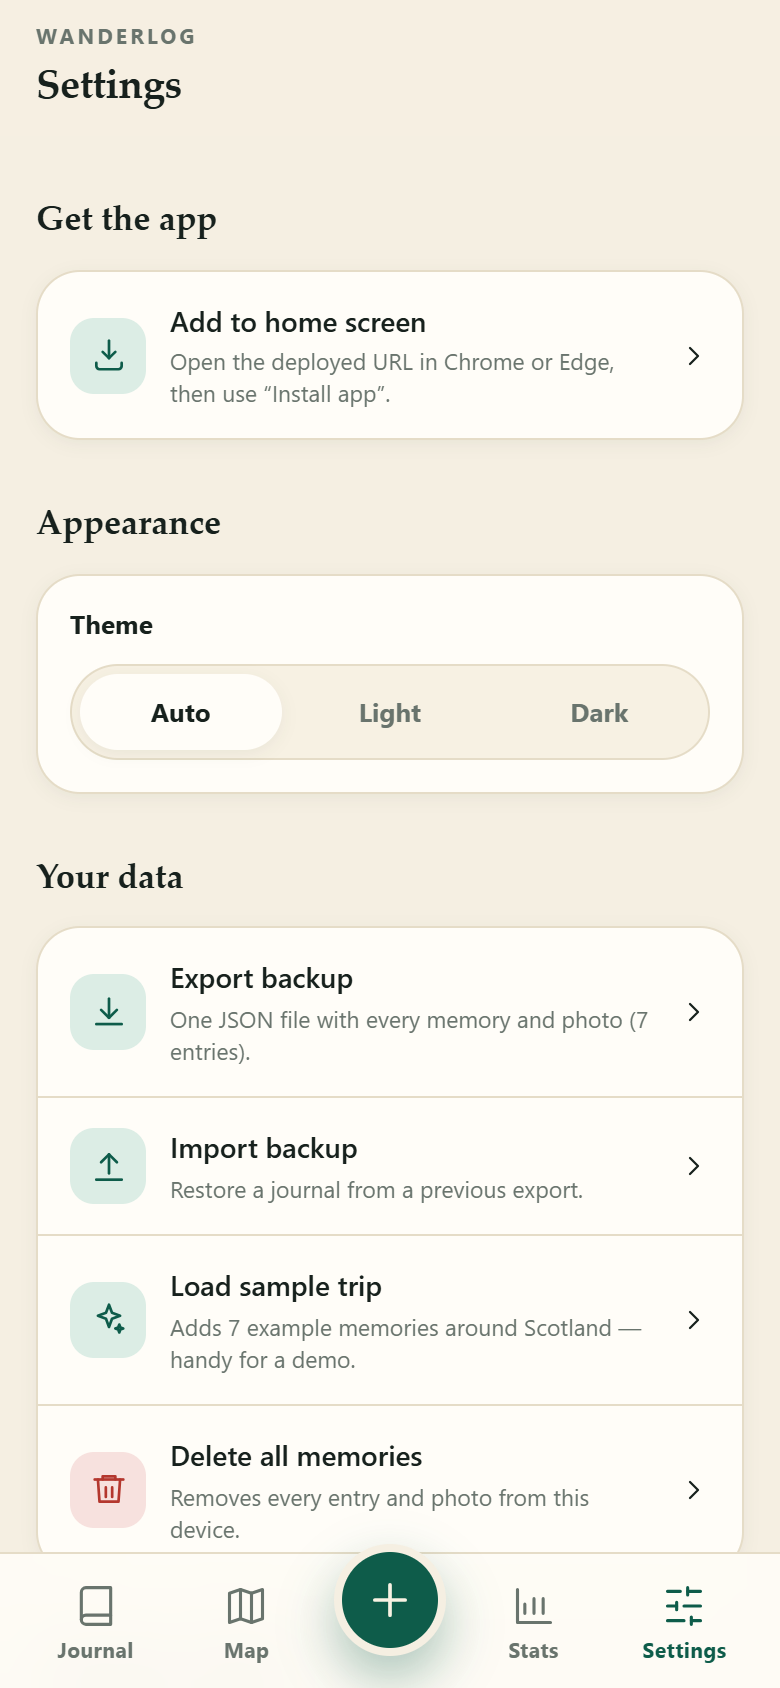 WANDERLOG
Settings
Get the app
Add to home screen
Open the deployed URL in Chrome or Edge,
then use “Install app”.
Appearance
Theme
Auto
Light
Dark
Your data
Export backup
One JSON file with every memory and photo (7
entries).
Import backup
Restore a journal from a previous export.
Load sample trip
Adds 7 example memories around Scotland —
handy for a demo.
Delete all memories
Removes every entry and photo from this
device.
Journal
Map
Stats
Settings